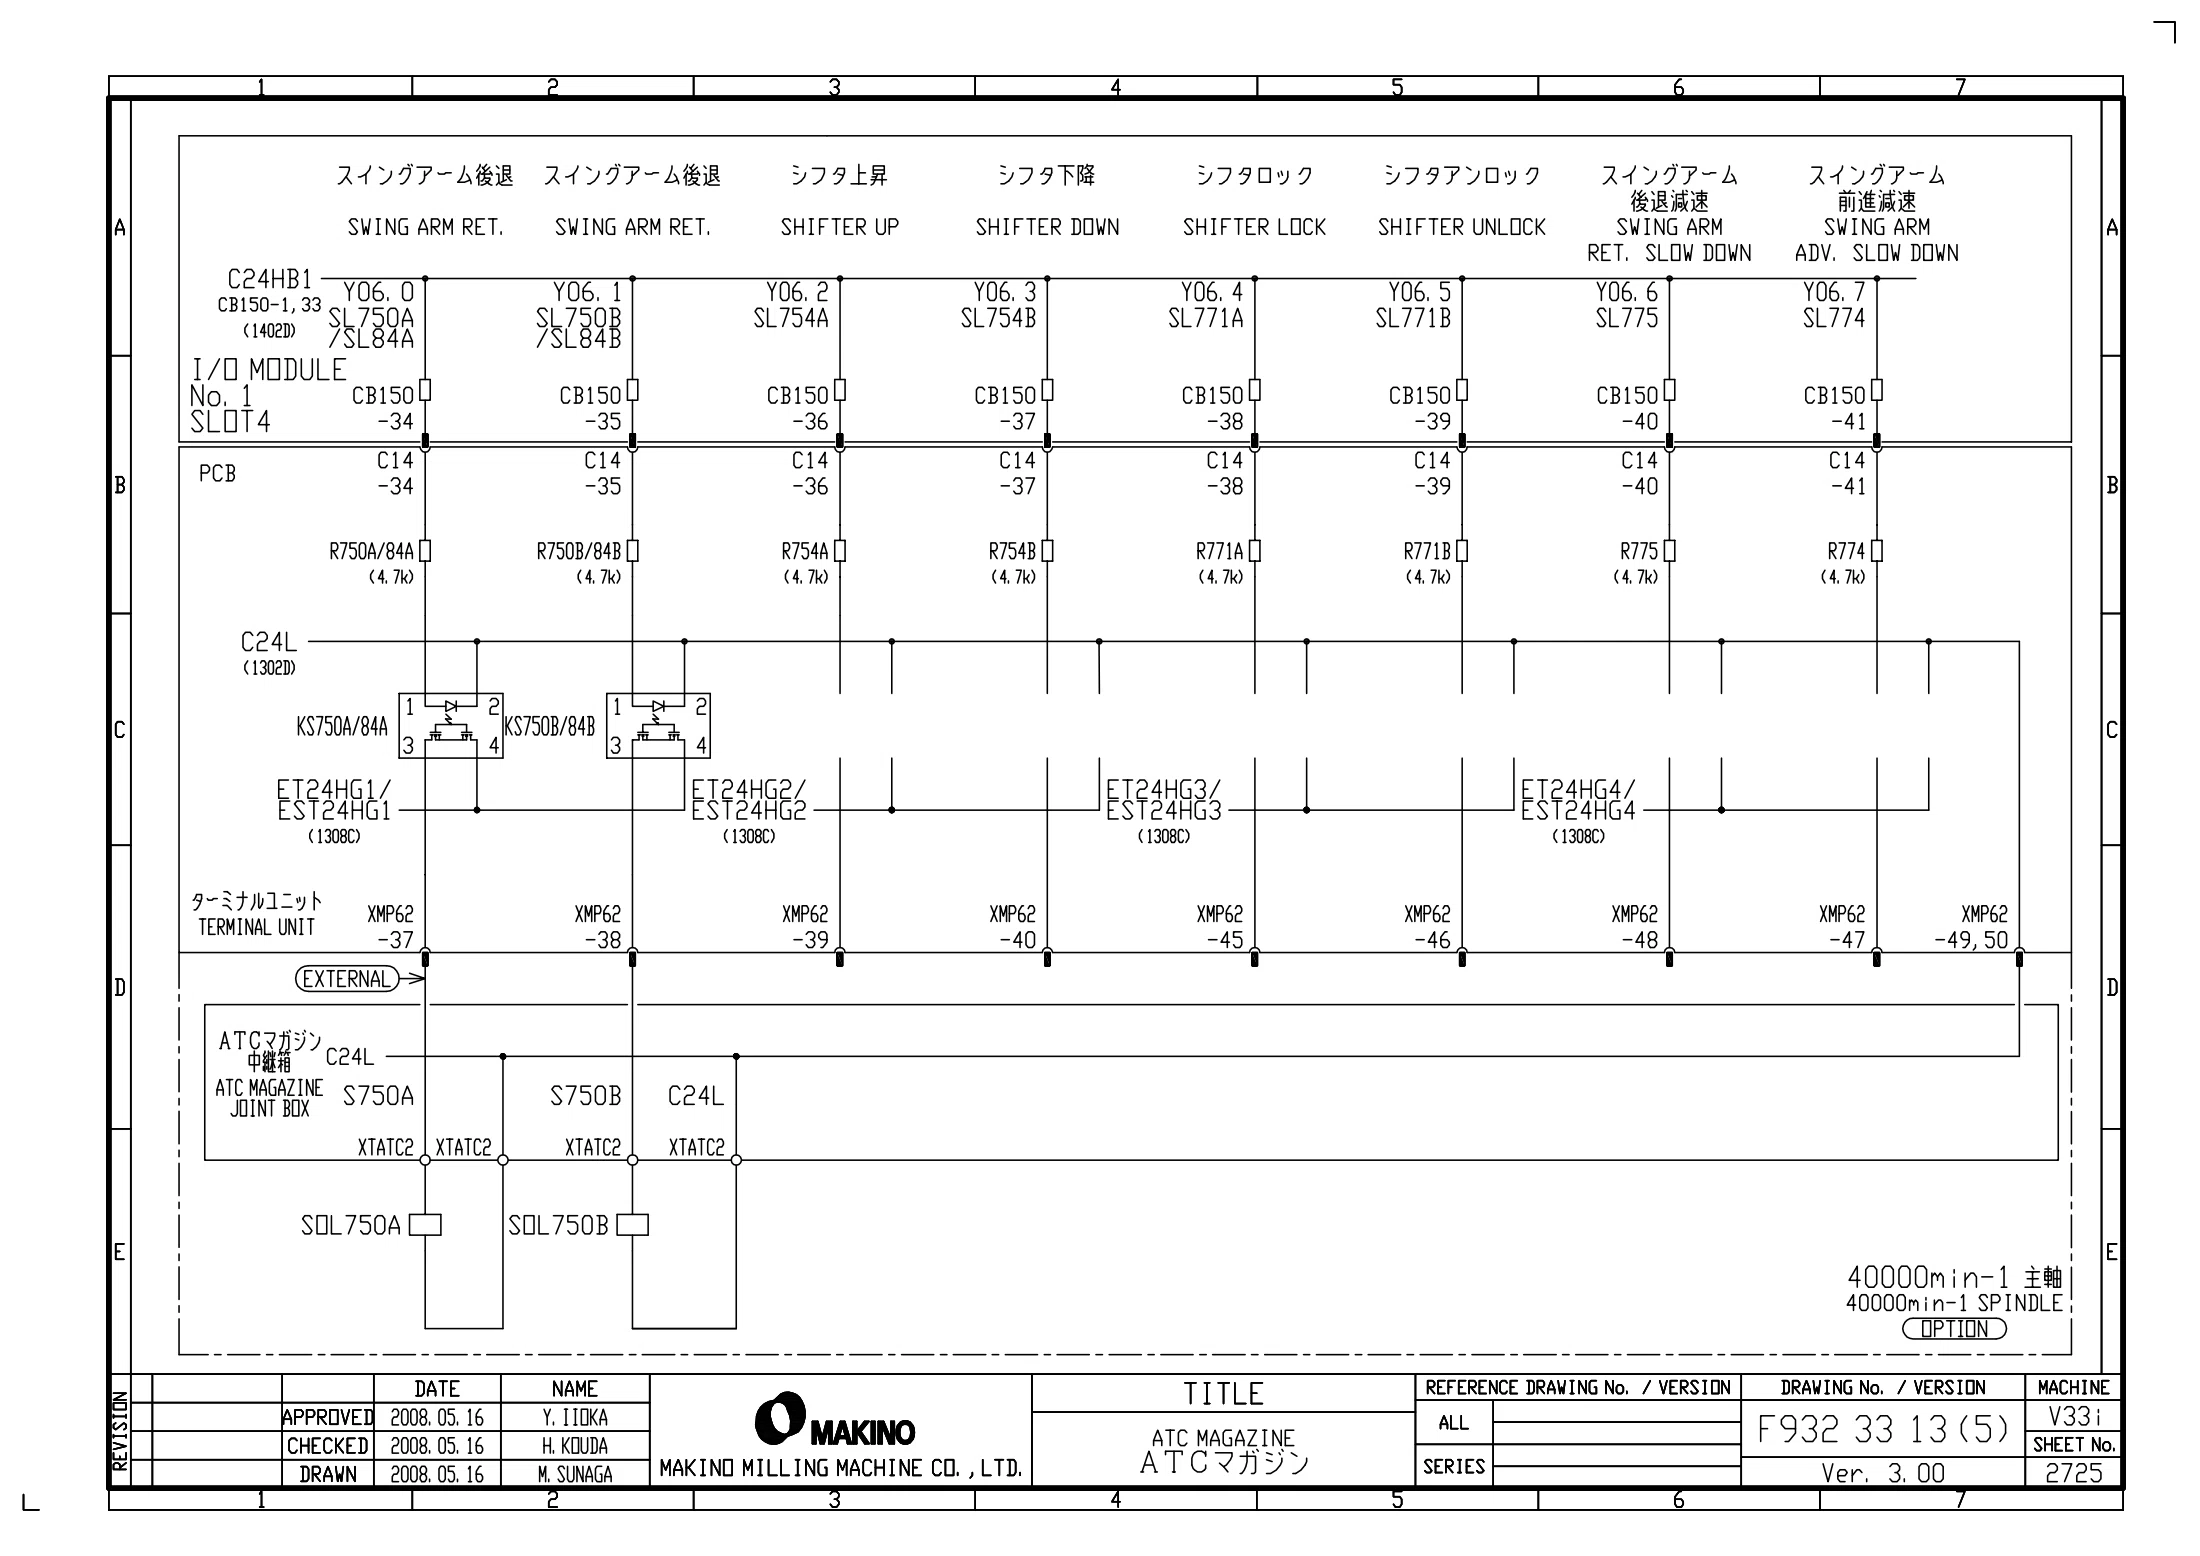 1 2 3 4 5 6 7
スイングアーム後退 スイングアーム後退 シフタ上昇 シフタ下降 シフタロック シフタアンロック スイングアーム スイングアーム
後退減速 前進減速
A SWING ARM RET. SWING ARM RET. SHIFTER UP SHIFTER DOWN SHIFTER LOCK SHIFTER UNLOCK SWING ARM SWING ARM A
RET. SLOW DOWN ADV. SLOW DOWN
C24HB1
Y06.0 Y06.1 Y06.2 Y06.3 Y06.4 Y06.5 Y06.6 Y06.7
CB150-1,33
SL750A SL750B SL754A SL754B SL771A SL771B SL775 SL774
(1402D) /SL84A /SL84B
I/O MODULE
No.1 CB150 CB150 CB150 CB150 CB150 CB150 CB150 CB150
SLOT4 -34 -35 -36 -37 -38 -39 -40 -41
PCB C14 C14 C14 C14 C14 C14 C14 C14
B -34 -35 -36 -37 -38 -39 -40 -41 B
R750A/84A R750B/84B R754A R754B R771A R771B R775 R774
(4.7k) (4.7k) (4.7k) (4.7k) (4.7k) (4.7k) (4.7k) (4.7k)
C24L
(1302D)
1 2 1 2
C KS750A/84A KS750B/84B C
3 4 3 4
ET24HG1/ ET24HG2/ ET24HG3/ ET24HG4/
EST24HG1 EST24HG2 EST24HG3 EST24HG4
(1308C) (1308C) (1308C) (1308C)
ターミナルユニット XMP62 XMP62 XMP62 XMP62 XMP62 XMP62 XMP62 XMP62 XMP62
TERMINAL UNIT -37 -38 -39 -40 -45 -46 -48 -47 -49,50
D EXTERNAL D
ATCマガジン
中継箱 C24L
ATC MAGAZINE S750A S750B C24L
JOINT BOX
XTATC2 XTATC2 XTATC2 XTATC2
SOL750A SOL750B
E E
40000min-1 主軸
40000min-1 SPINDLE
OPTION
REVISION
DATE NAME
APPROVED 2008.05.16 Y.IIOKA
CHECKED 2008.05.16 H.KOUDA
DRAWN 2008.05.16 M.SUNAGA
MAKINO
MAKINO MILLING MACHINE CO.,LTD.
TITLE
ATC MAGAZINE
ATCマガジン
REFERENCE DRAWING No. / VERSION
ALL
SERIES
DRAWING No. / VERSION
F932 33 13(5)
Ver. 3.00
MACHINE
V33i
SHEET No.
2725
1 2 3 4 5 6 7